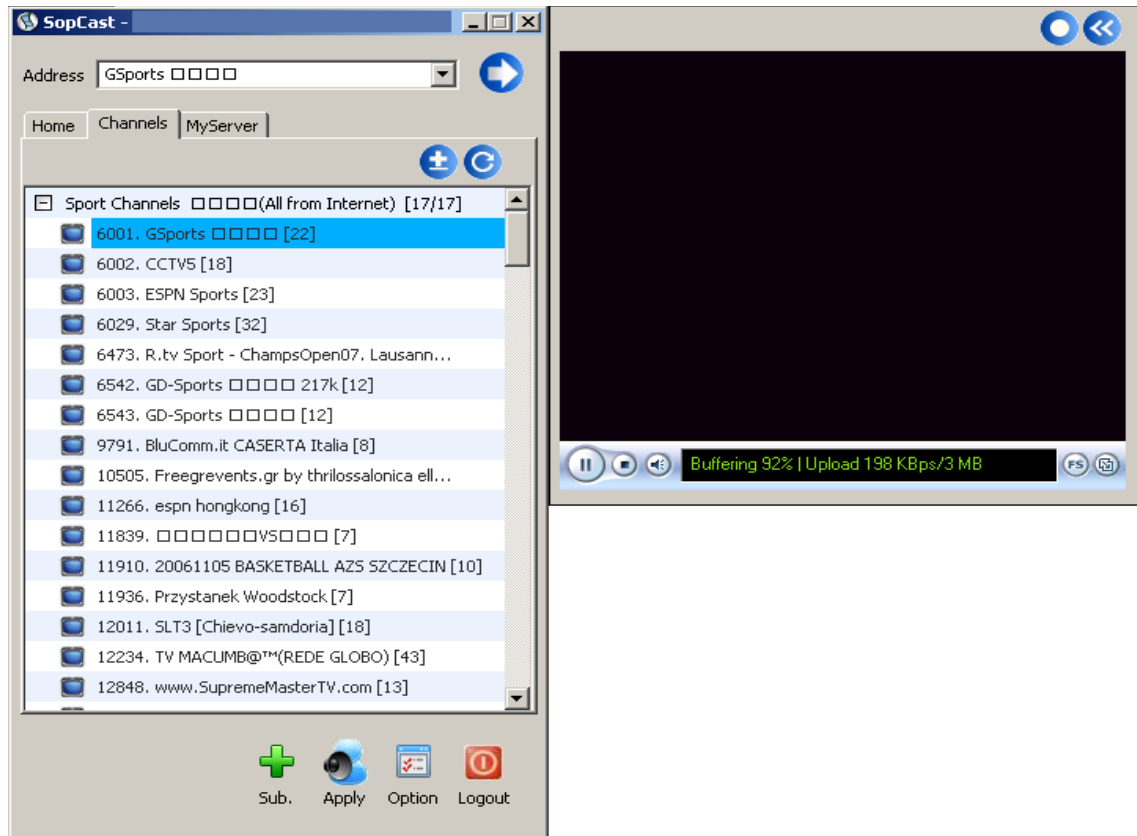 SopCast -
Address GSports □□□□
Home Channels MyServer
Sport Channels □□□□(All from Internet) [17/17]
6001. GSports □□□□ [22]
6002. CCTV5 [18]
6003. ESPN Sports [23]
6029. Star Sports [32]
6473. R.tv Sport - ChampsOpen07. Lausann...
6542. GD-Sports □□□□ 217k [12]
6543. GD-Sports □□□□ [12]
9791. BluComm.it CASERTA Italia [8]
10505. Freegrevents.gr by thrilossalonica ell...
11266. espn hongkong [16]
11839. □□□□□□VS□□□ [7]
11910. 20061105 BASKETBALL AZS SZCZECIN [10]
11936. Przystanek Woodstock [7]
12011. SLT3 [Chievo-samdoria] [18]
12234. TV MACUMB@™(REDE GLOBO) [43]
12848. www.SupremeMasterTV.com [13]
Sub. Apply Option Logout
Buffering 92% | Upload 198 KBps/3 MB
FS